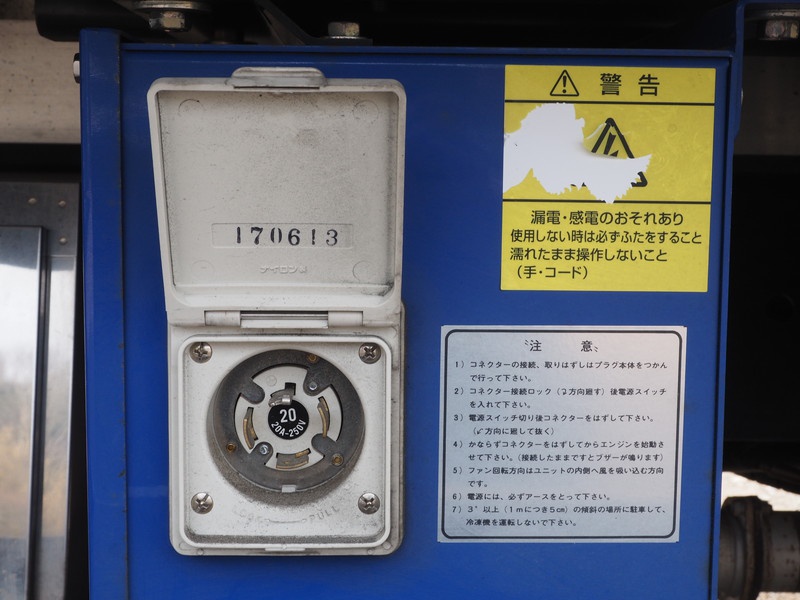 170613
ナイロン製
20
20A-250V
PULL
警告
漏電・感電のおそれあり
使用しない時は必ずふたをすること
濡れたまま操作しないこと
（手・コード）
注 意
1）コネクターの接続、取りはずしはプラグ本体をつかん
で行って下さい。
2）コネクター接続ロック（方向廻す）後電源スイッチ
を入れて下さい。
3）電源スイッチ切り後コネクターをはずして下さい。
（方向に廻して抜く）
4）かならずコネクターをはずしてからエンジンを始動さ
せて下さい。（接続したままですとブザーが鳴ります）
5）ファン回転方向はユニットの内側へ風を吸い込む方向
です。
6）電源には、必ずアースをとって下さい。
7）3°以上（1mにつき5cm）の傾斜の場所に駐車して、
冷凍機を運転しないで下さい。